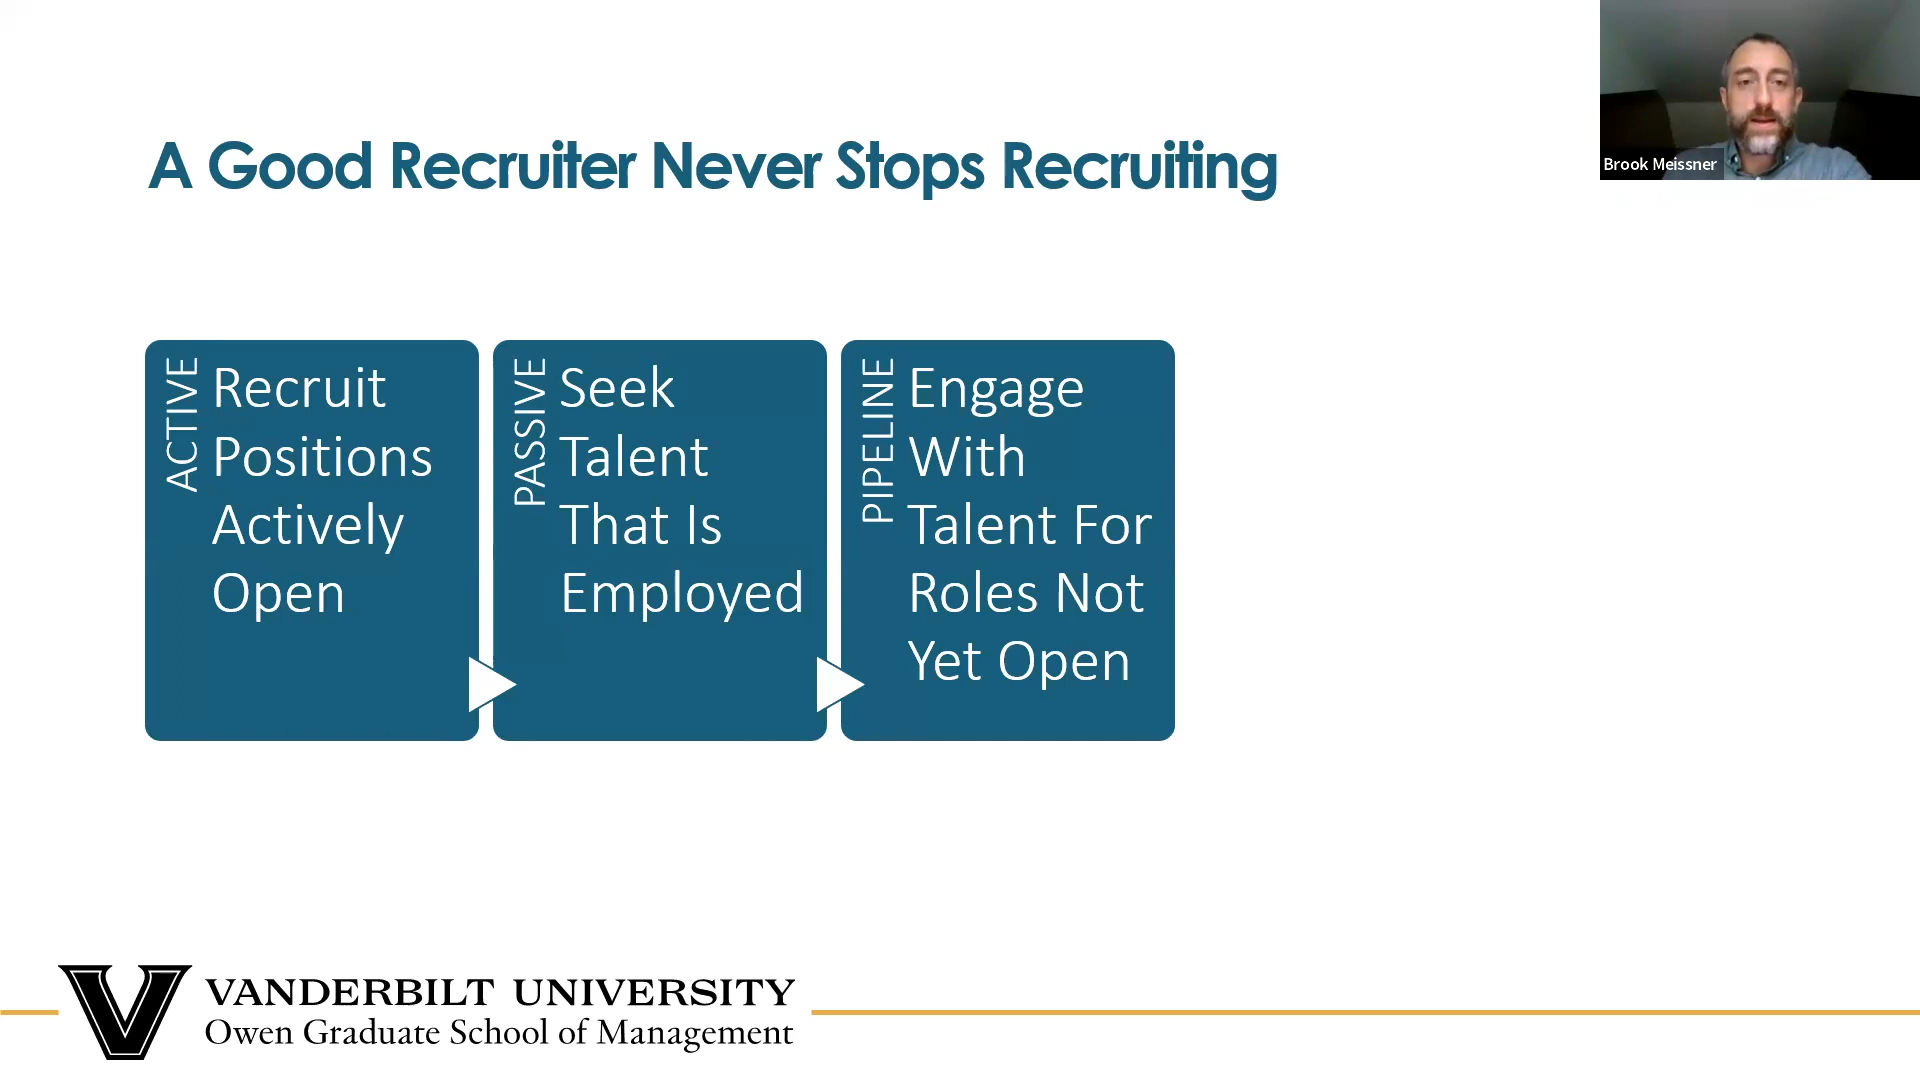 A Good Recruiter Never Stops Recruiting
Brook Meissner
ACTIVE
Recruit
Positions
Actively
Open
PASSIVE
Seek
Talent
That Is
Employed
PIPELINE
Engage
With
Talent For
Roles Not
Yet Open
V
VANDERBILT UNIVERSITY
Owen Graduate School of Management